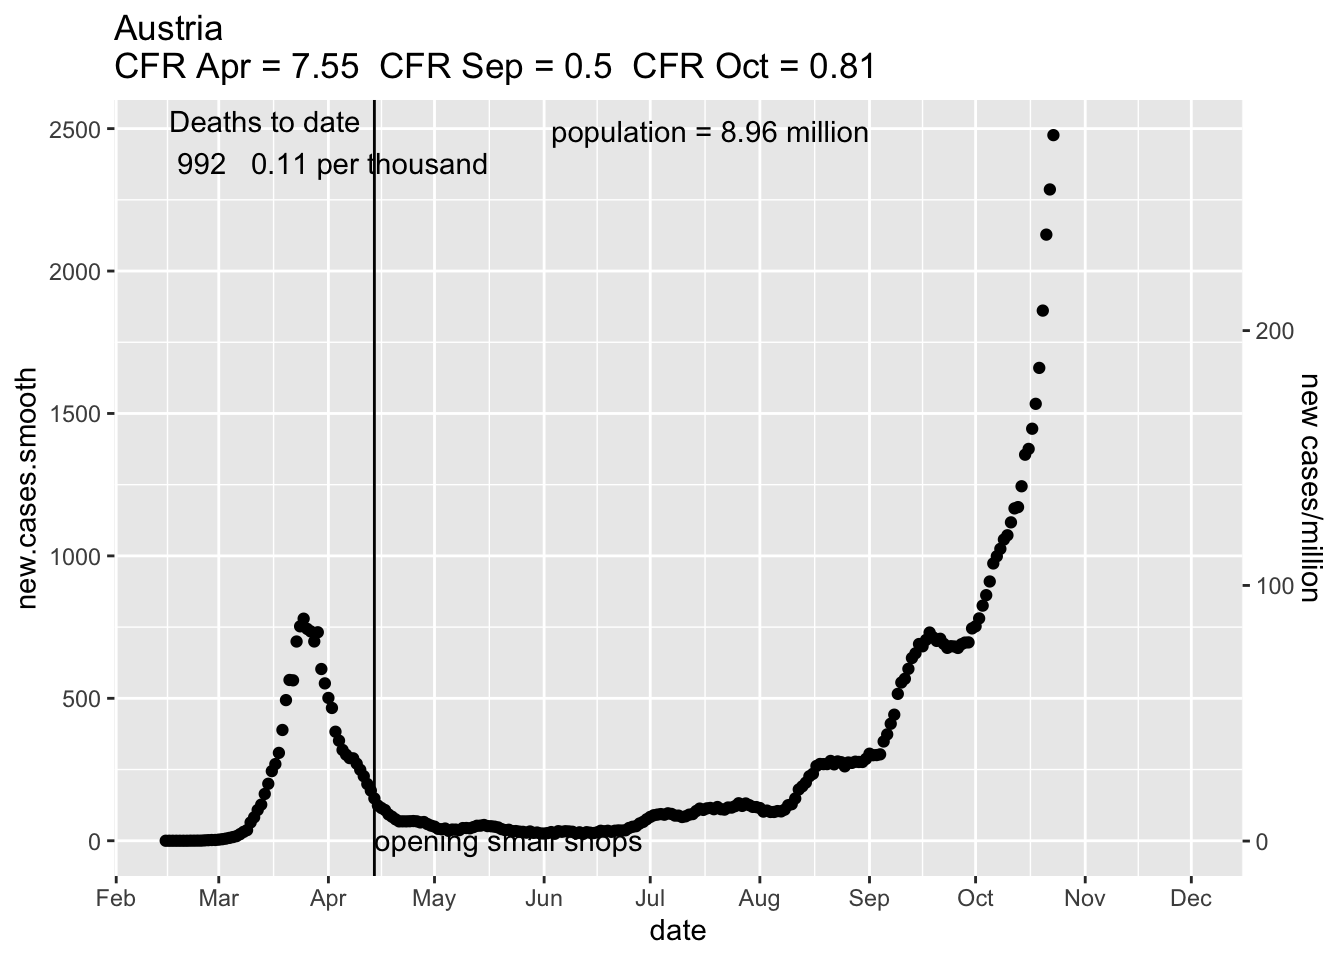 Austria
CFR Apr = 7.55  CFR Sep = 0.5  CFR Oct = 0.81
Deaths to date
992   0.11 per thousand
population = 8.96 million
2500
2000
1500
1000
500
0
new.cases.smooth
200
100
0
new cases/million
opening small shops
Feb Mar Apr May Jun Jul Aug Sep Oct Nov Dec
date